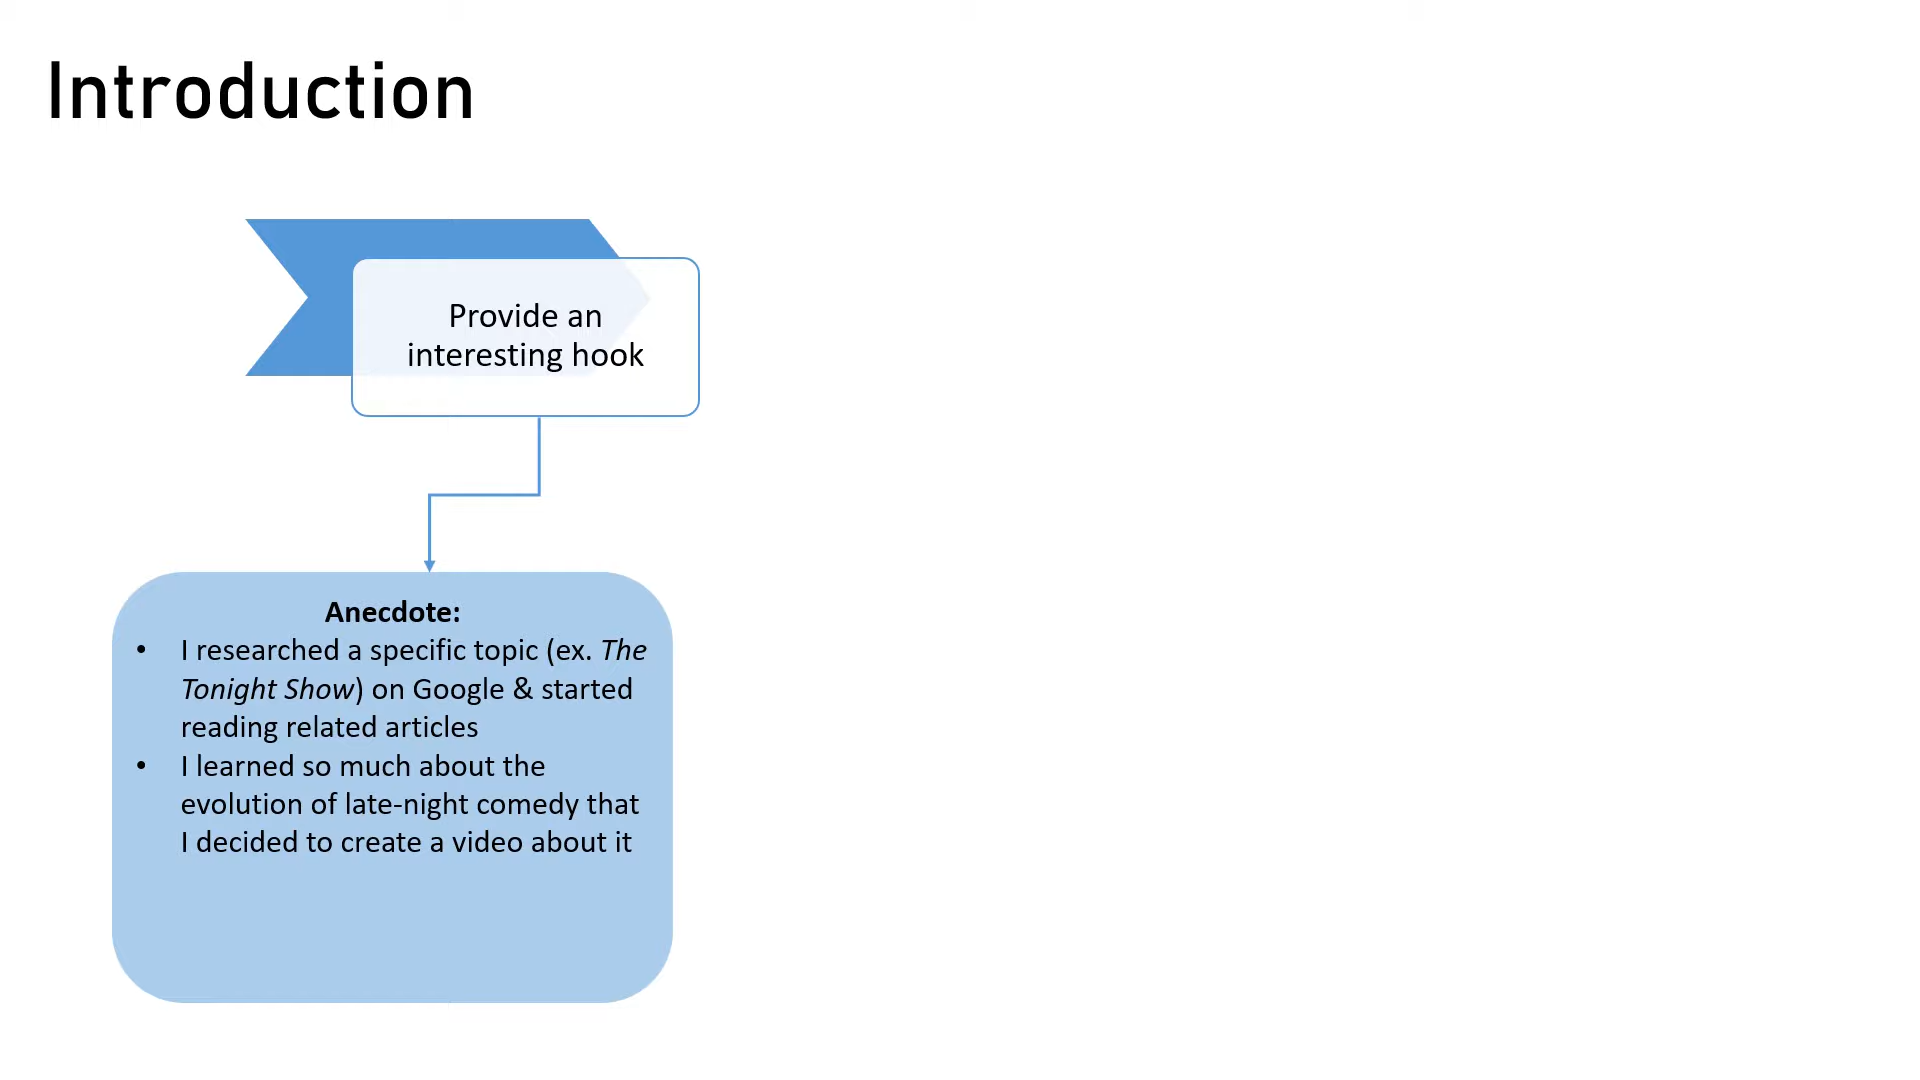 Introduction
Provide an
interesting hook
Anecdote:
• I researched a specific topic (ex. The
Tonight Show) on Google & started
reading related articles
• I learned so much about the
evolution of late-night comedy that
I decided to create a video about it